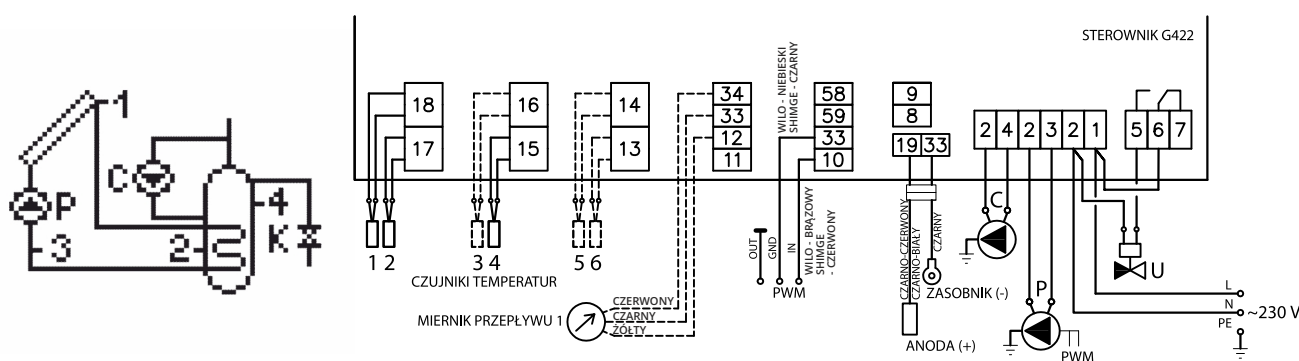 1
C
P
4
3
2
K
STEROWNIK G422
18
17
1 2
16
15
3 4
14
13
5 6
CZUJNIKI TEMPERATUR
34
33
12
11
MIERNIK PRZEPŁYWU 1
CZERWONY
CZARNY
ŻÓŁTY
WILO - NIEBIESKI
SHIMGE - CZARNY
58
59
33
10
OUT
GND
IN
WILO - BRĄZOWY
SHIMGE
- CZERWONY
PWM
9
8
19 33
CZARNO-CZERWONY
CZARNO-BIAŁY
CZARNY
ZASOBNIK (-)
ANODA (+)
2 4 2 3 2 1
5 6 7
C
P
PWM
U
L
N
PE
~230 V